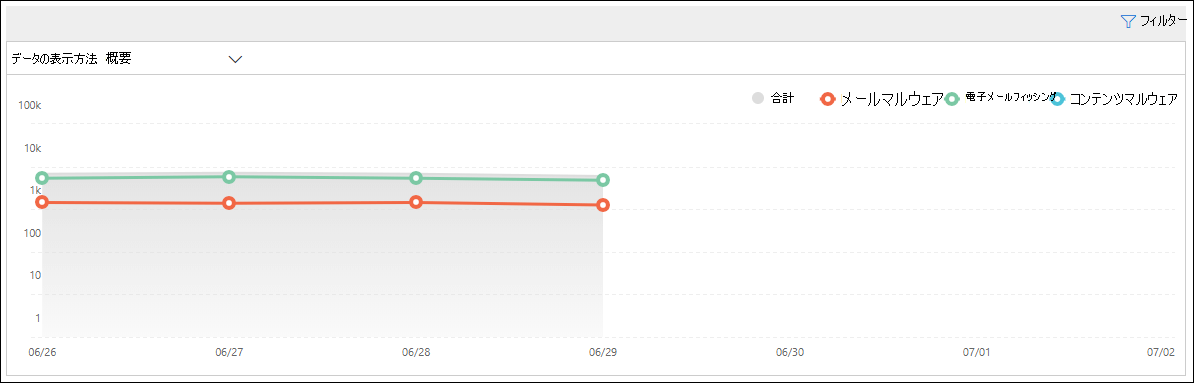 フィルター
データの表示方法 概要
合計 メールマルウェア 電子メールフィッシング コンテンツマルウェア
100k
10k
1k
100
10
1
06/26 06/27 06/28 06/29 06/30 07/01 07/02